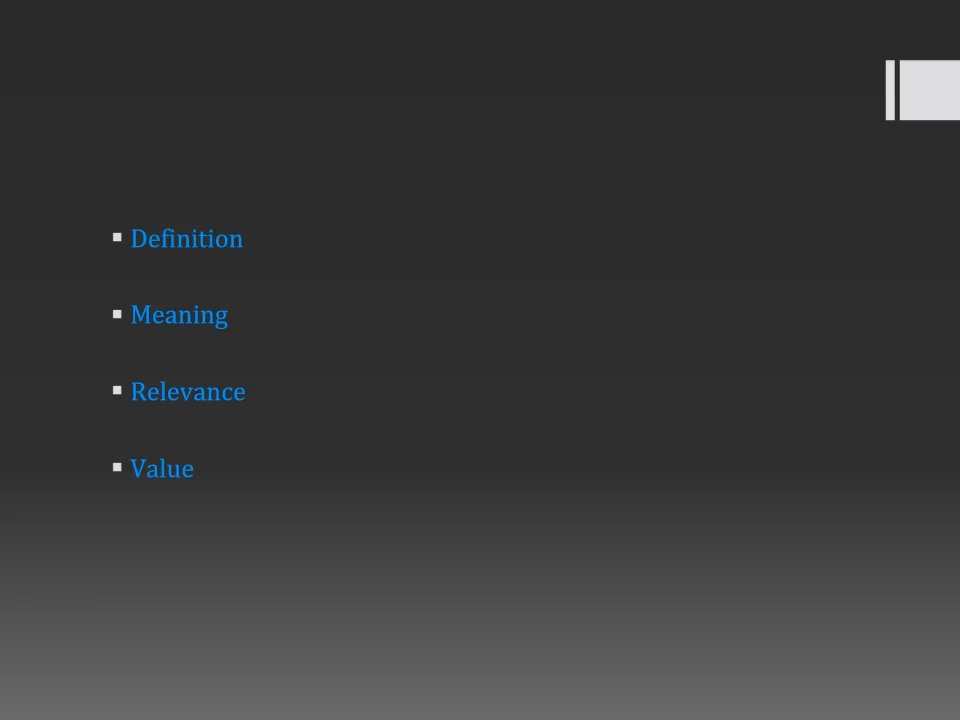 ▪ Definition
▪ Meaning
▪ Relevance
▪ Value